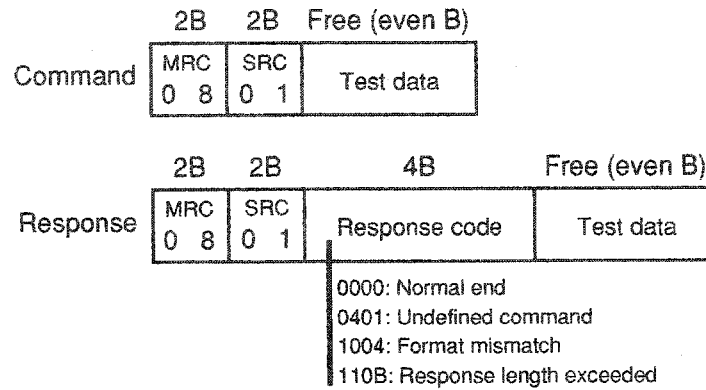 2B 2B Free (even B)
Command MRC SRC Test data
0 8 0 1
2B 2B 4B Free (even B)
Response MRC SRC Response code Test data
0 8 0 1
0000: Normal end
0401: Undefined command
1004: Format mismatch
110B: Response length exceeded